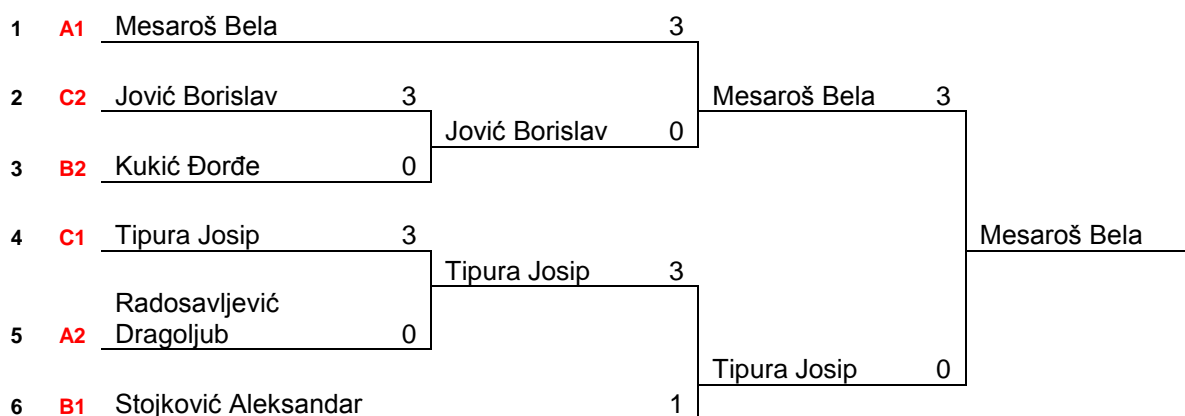 1 A1 Mesaroš Bela 3
2 C2 Jović Borislav 3 Mesaroš Bela 3
Jović Borislav 0
3 B2 Kukić Đorđe 0
4 C1 Tipura Josip 3 Mesaroš Bela
Tipura Josip 3
Radosavljević
5 A2 Dragoljub 0
Tipura Josip 0
6 B1 Stojković Aleksandar 1